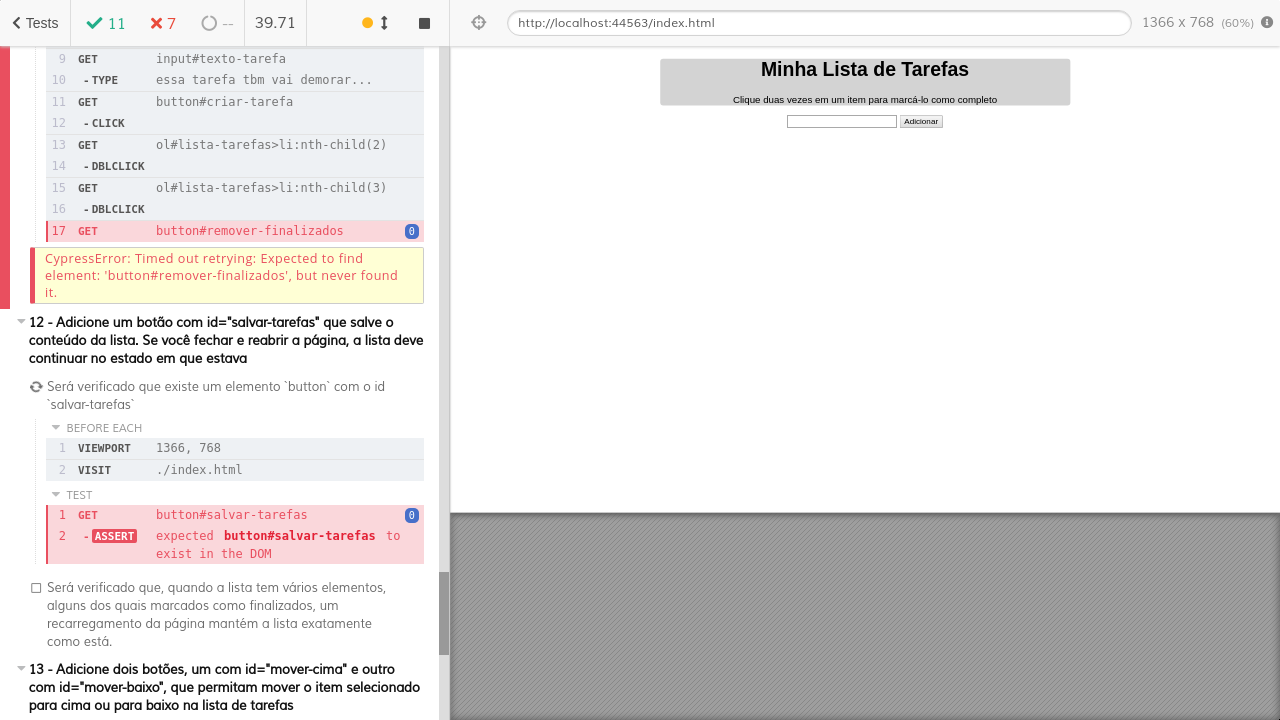 Tests
11
7
--
39.71
http://localhost:44563/index.html
1366 x 768 (60%)
9 GET input#texto-tarefa
10 - TYPE essa tarefa tbm vai demorar...
11 GET button#criar-tarefa
12 - CLICK
13 GET ol#lista-tarefas>li:nth-child(2)
14 - DBLCLICK
15 GET ol#lista-tarefas>li:nth-child(3)
16 - DBLCLICK
17 GET button#remover-finalizados 0
CypressError: Timed out retrying: Expected to find
element: 'button#remover-finalizados', but never found
it.
12 - Adicione um botão com id="salvar-tarefas" que salve o
conteúdo da lista. Se você fechar e reabrir a página, a lista deve
continuar no estado em que estava
Será verificado que existe um elemento `button` com o id
`salvar-tarefas`
BEFORE EACH
1 VIEWPORT 1366, 768
2 VISIT ./index.html
TEST
1 GET button#salvar-tarefas 0
2 - ASSERT expected button#salvar-tarefas to
exist in the DOM
Será verificado que, quando a lista tem vários elementos,
alguns dos quais marcados como finalizados, um
recarregamento da página mantém a lista exatamente
como está.
13 - Adicione dois botões, um com id="mover-cima" e outro
com id="mover-baixo", que permitam mover o item selecionado
para cima ou para baixo na lista de tarefas
Minha Lista de Tarefas
Clique duas vezes em um item para marcá-lo como completo
Adicionar